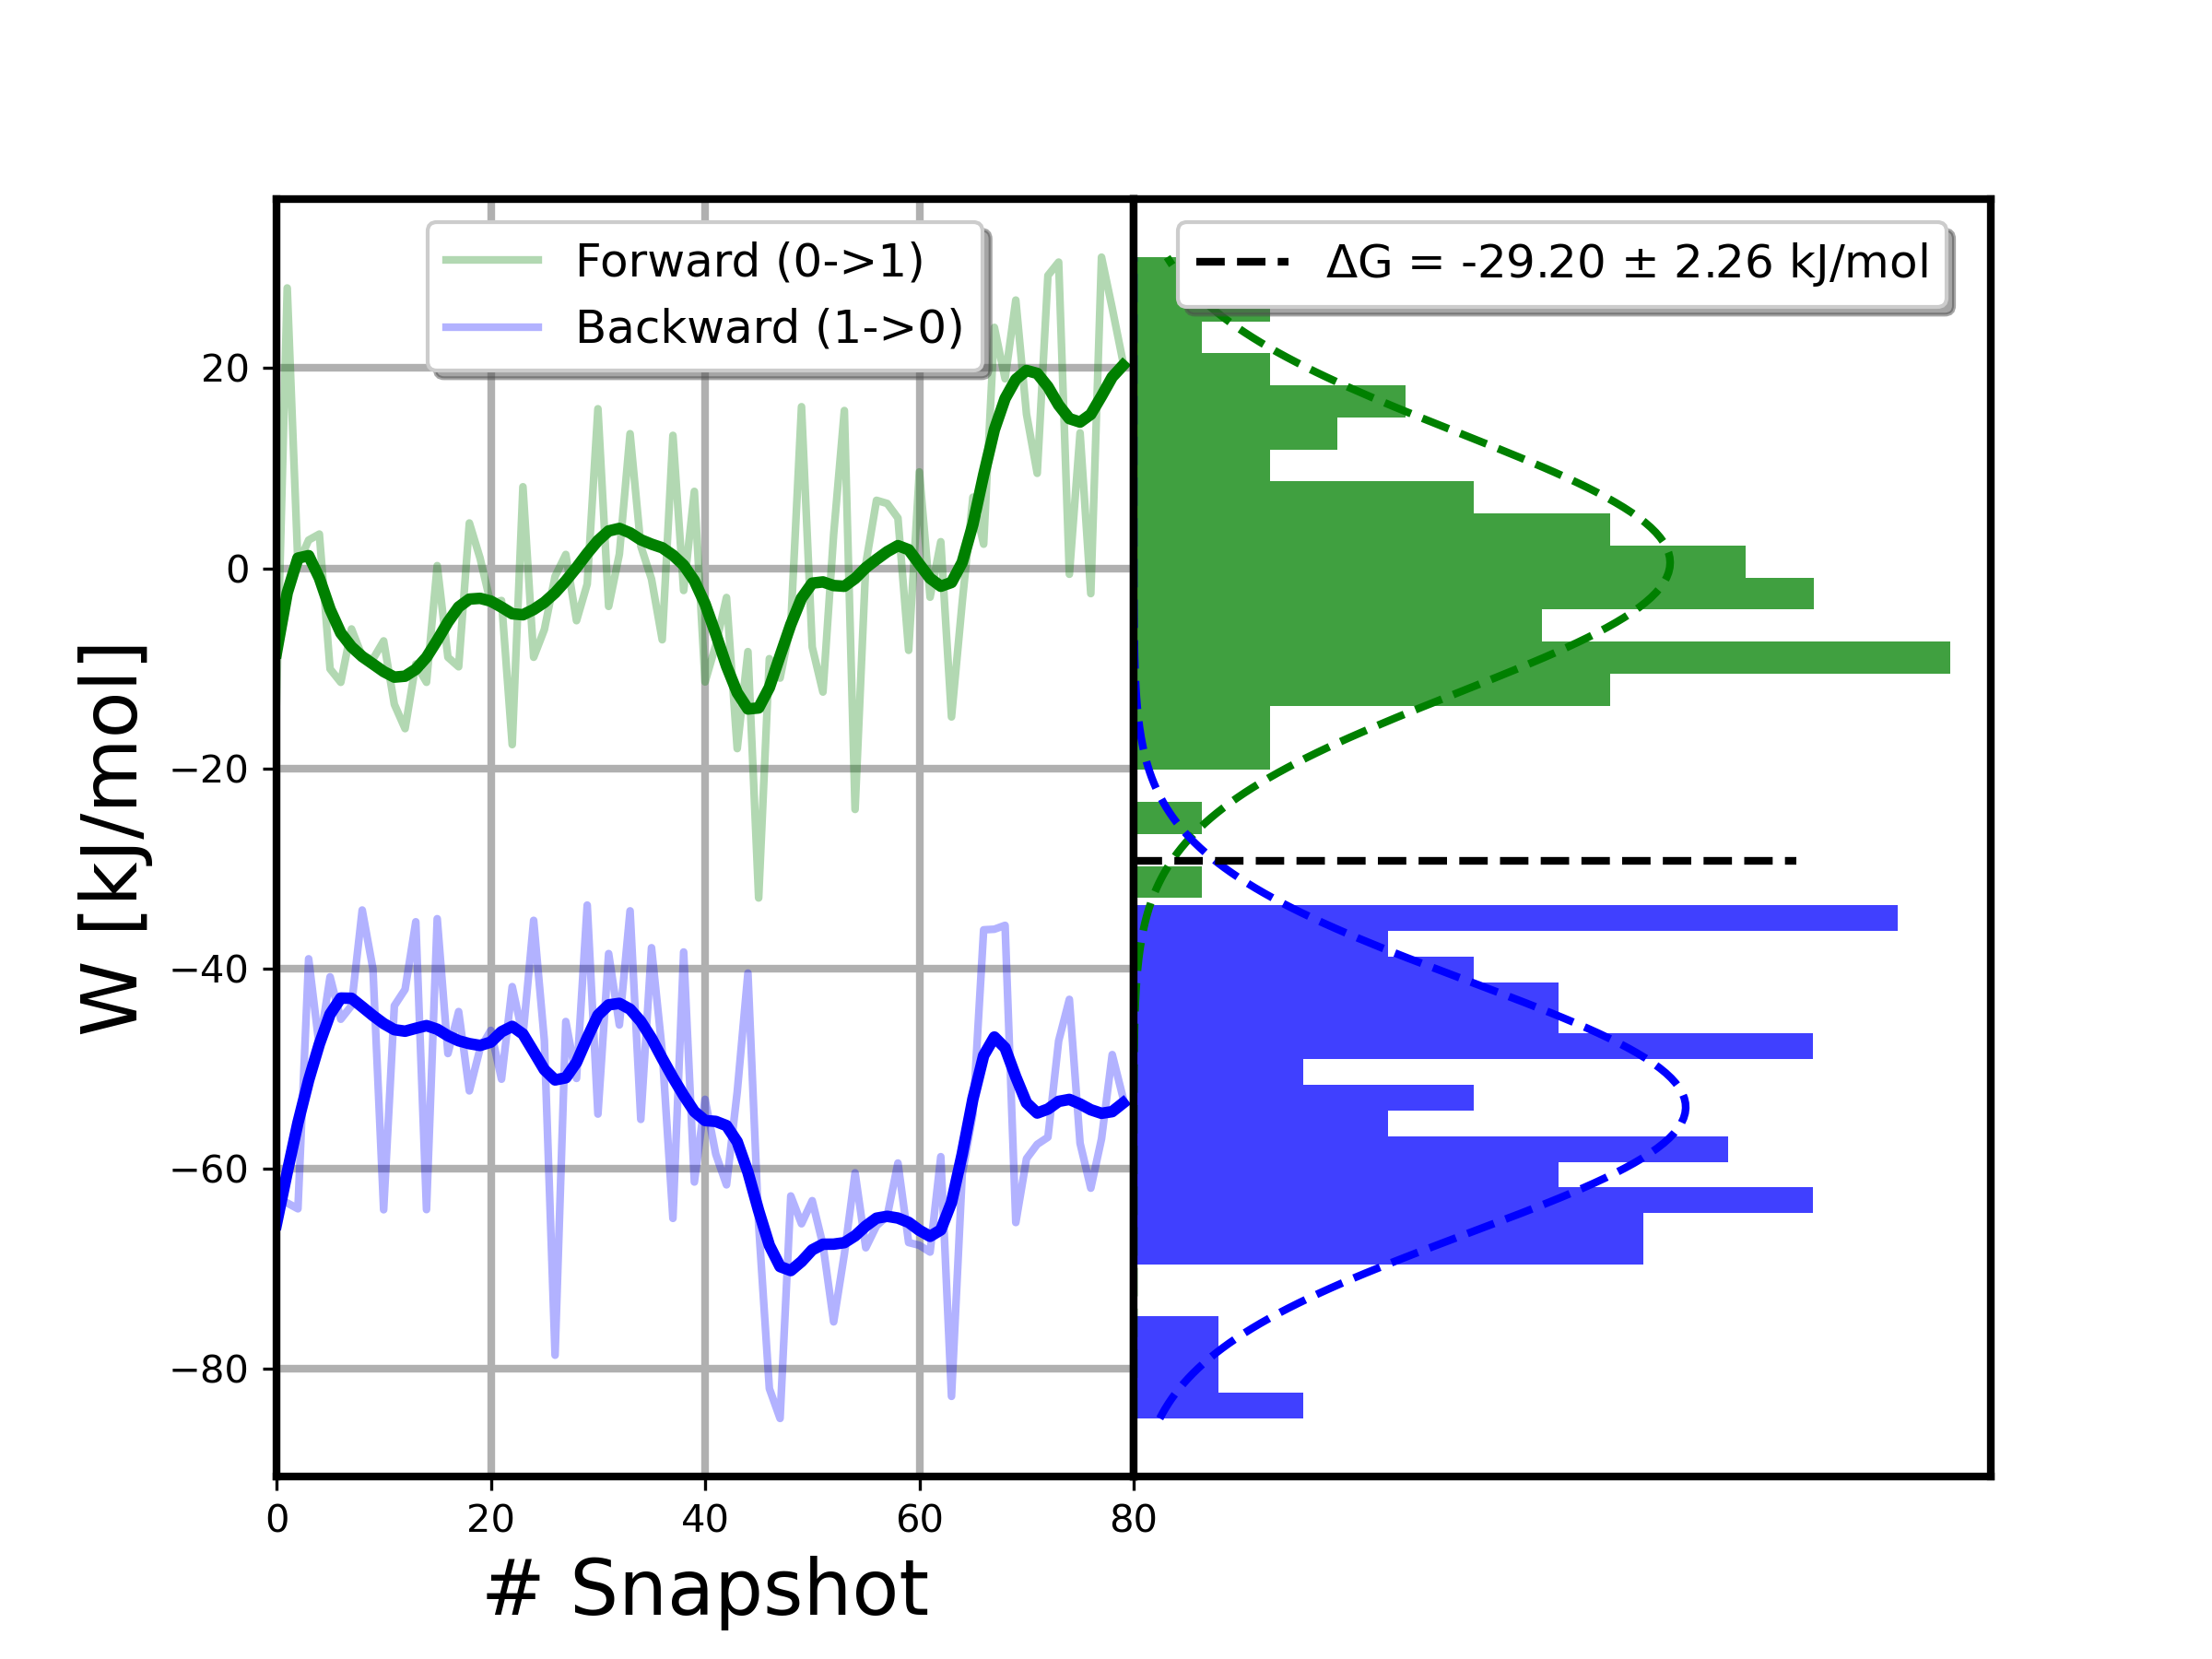 Forward (0->1)
Backward (1->0)
ΔG = -29.20 ± 2.26 kJ/mol
W [kJ/mol]
20
0
−20
−40
−60
−80
0
20
40
60
80
# Snapshot